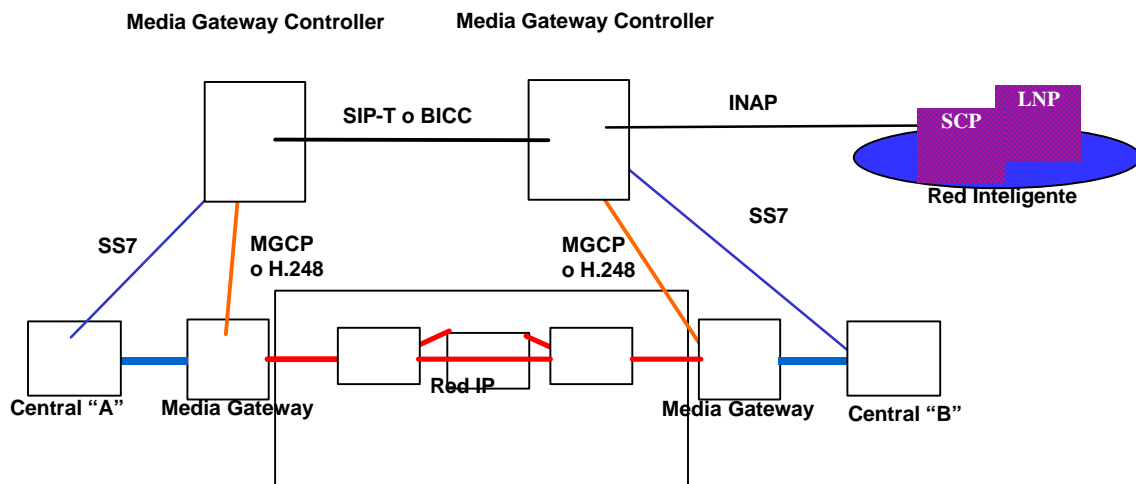 Media Gateway Controller
Media Gateway Controller
SIP-T o BICC
INAP
LNP
SCP
Red Inteligente
SS7
MGCP
o H.248
MGCP
o H.248
SS7
Red IP
Central “A”
Media Gateway
Media Gateway
Central “B”